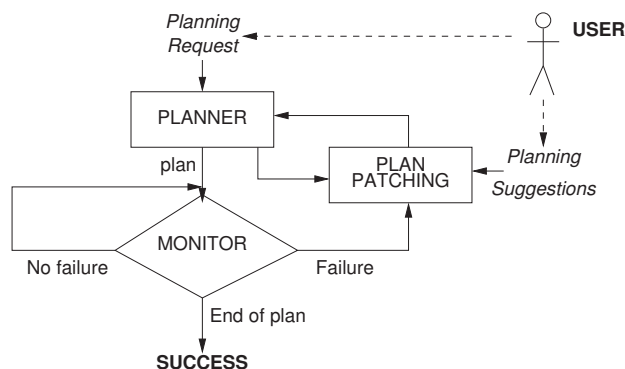 Planning
Request
USER
PLANNER
plan
PLAN
PATCHING
Planning
Suggestions
MONITOR
No failure
Failure
End of plan
SUCCESS